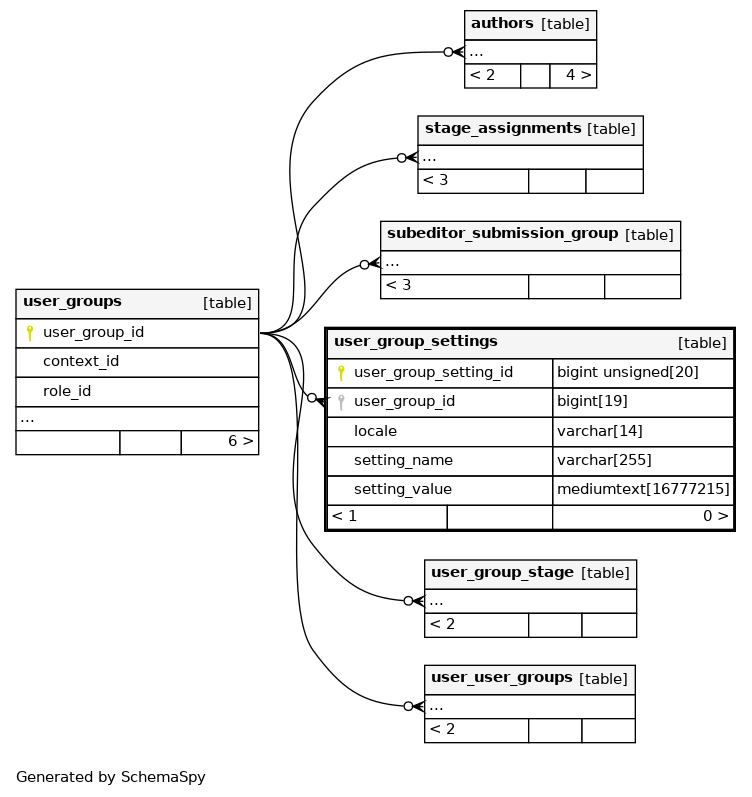 authors [table]
...
< 2 4 >
stage_assignments [table]
...
< 3
subeditor_submission_group [table]
...
< 3
user_groups [table]
user_group_id
context_id
role_id
...
6 >
user_group_settings [table]
user_group_setting_id bigint unsigned[20]
user_group_id bigint[19]
locale varchar[14]
setting_name varchar[255]
setting_value mediumtext[16777215]
< 1 0 >
user_group_stage [table]
...
< 2
user_user_groups [table]
...
< 2
Generated by SchemaSpy